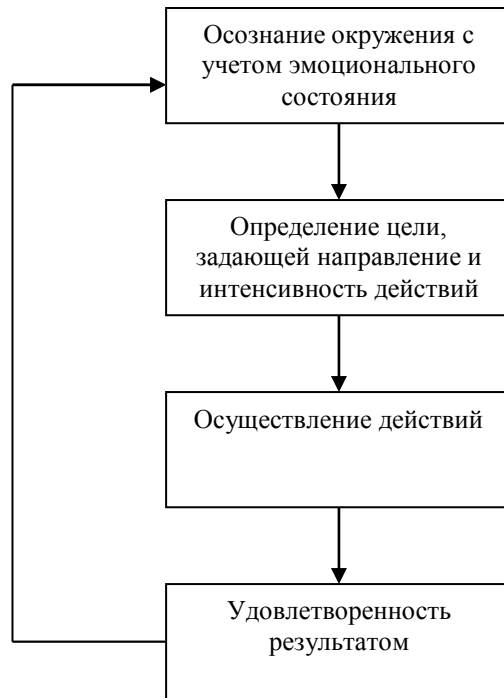 Осознание окружения с
учетом эмоционального
состояния
Определение цели,
задающей направление и
интенсивность действий
Осуществление действий
Удовлетворенность
результатом